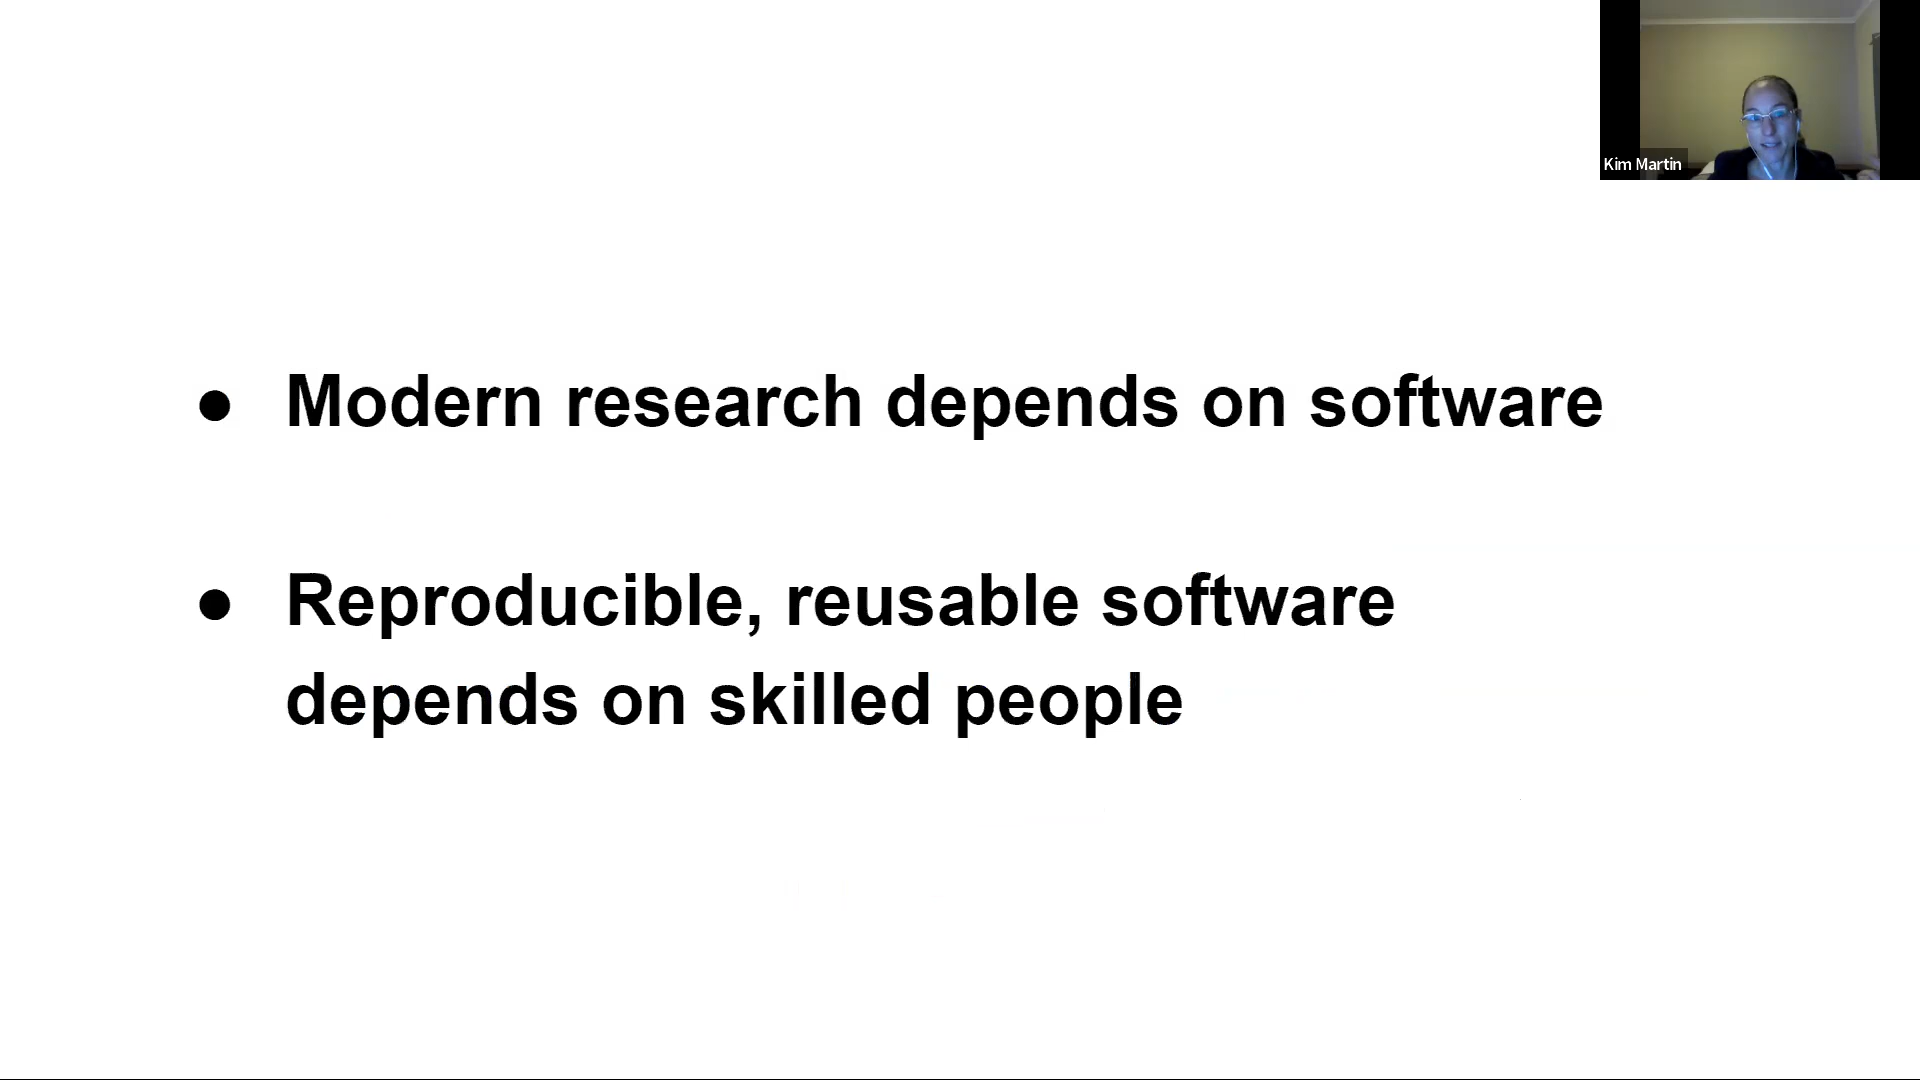 Kim Martin
● Modern research depends on software
● Reproducible, reusable software
depends on skilled people